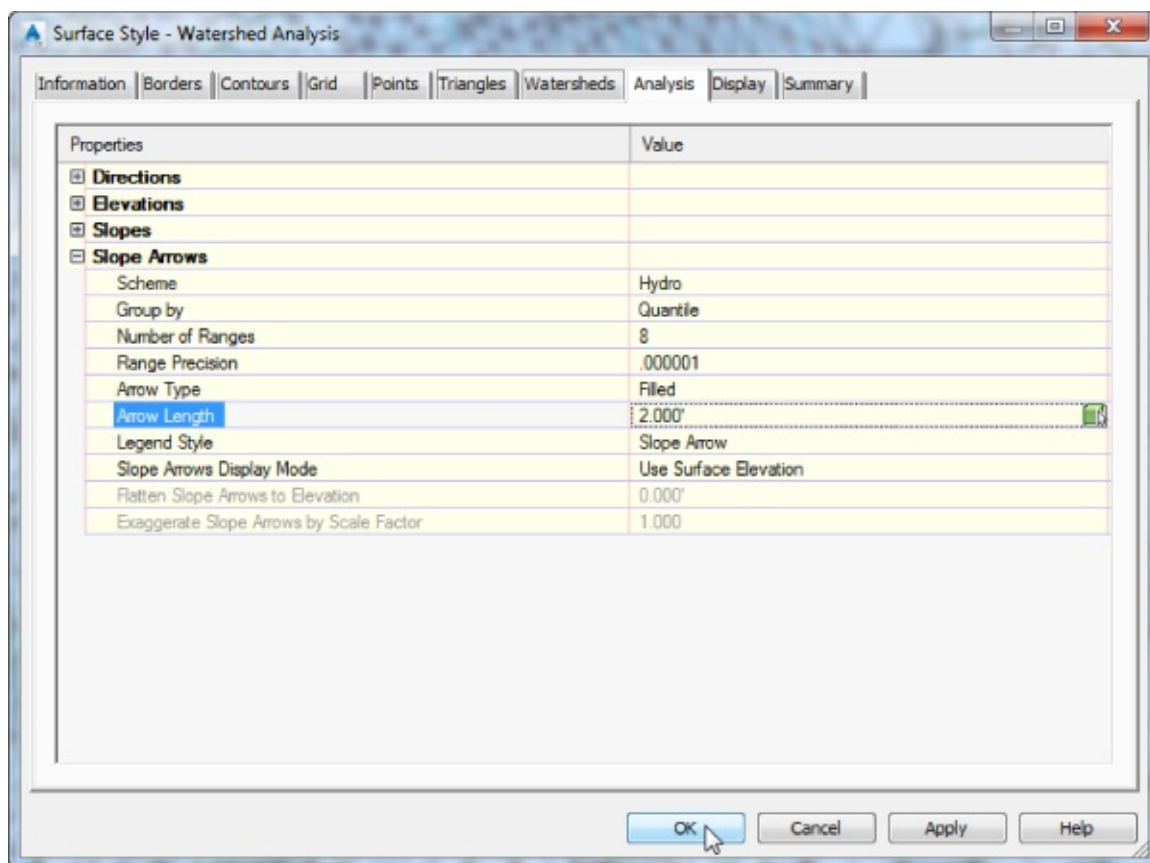 Surface Style - Watershed Analysis
Information Borders Contours Grid Points Triangles Watersheds Analysis Display Summary
Properties Value
Directions
Elevations
Slopes
Slope Arrows
Scheme Hydro
Group by Quantile
Number of Ranges 8
Range Precision .000001
Arrow Type Filled
Arrow Length 2.000'
Legend Style Slope Arrow
Slope Arrows Display Mode Use Surface Elevation
Flatten Slope Arrows to Elevation 0.000'
Exaggerate Slope Arrows by Scale Factor 1.000
OK Cancel Apply Help